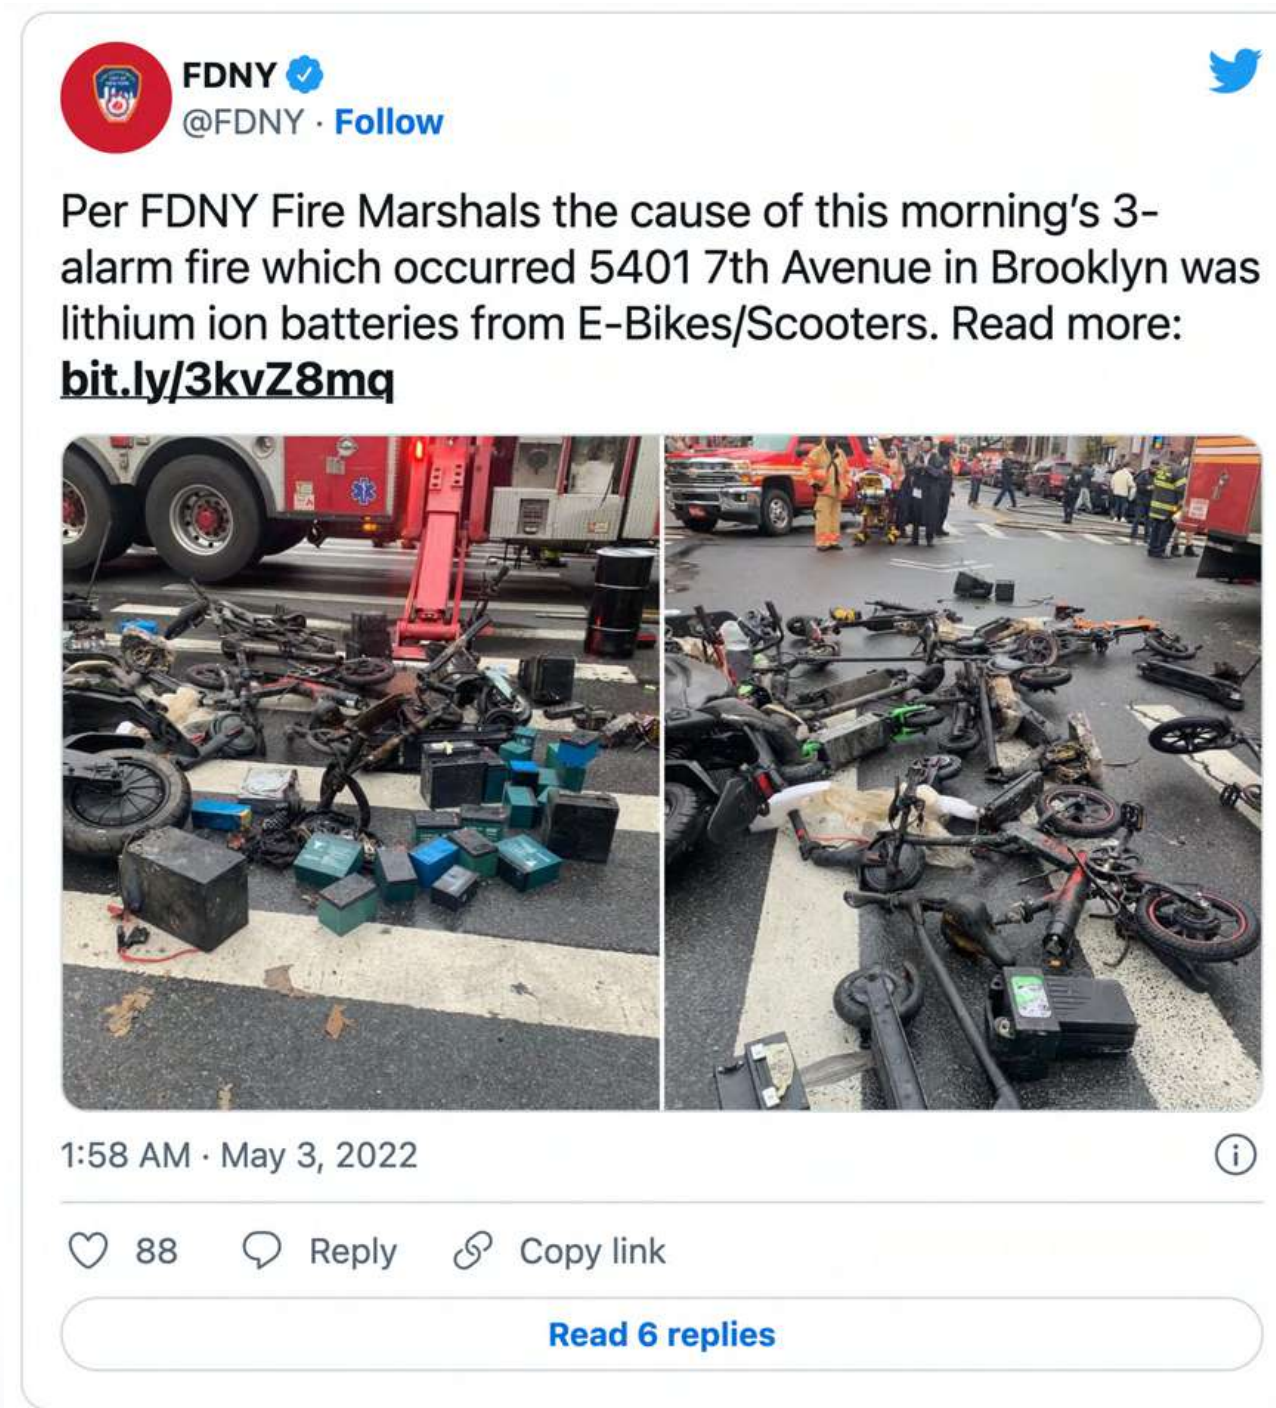 FDNY
@FDNY · Follow
Per FDNY Fire Marshals the cause of this morning’s 3-
alarm fire which occurred 5401 7th Avenue in Brooklyn was
lithium ion batteries from E-Bikes/Scooters. Read more:
bit.ly/3kvZ8mq
1:58 AM · May 3, 2022
88 Reply Copy link
Read 6 replies